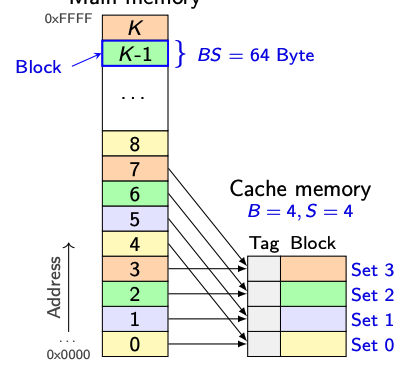 Main memory
0xFFFF
K
K-1
BS = 64 Byte
Block
...
8
7
6
5
4
3
2
1
0
Address
...
0x0000
Cache memory
B = 4, S = 4
Tag Block
Set 3
Set 2
Set 1
Set 0